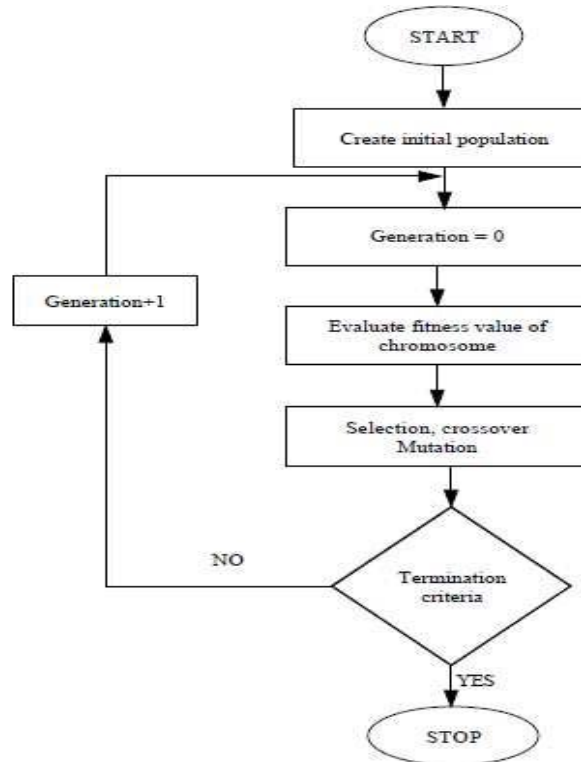 START
Create initial population
Generation = 0
Generation+1
Evaluate fitness value of
chromosome
Selection, crossover
Mutation
NO
Termination
criteria
YES
STOP